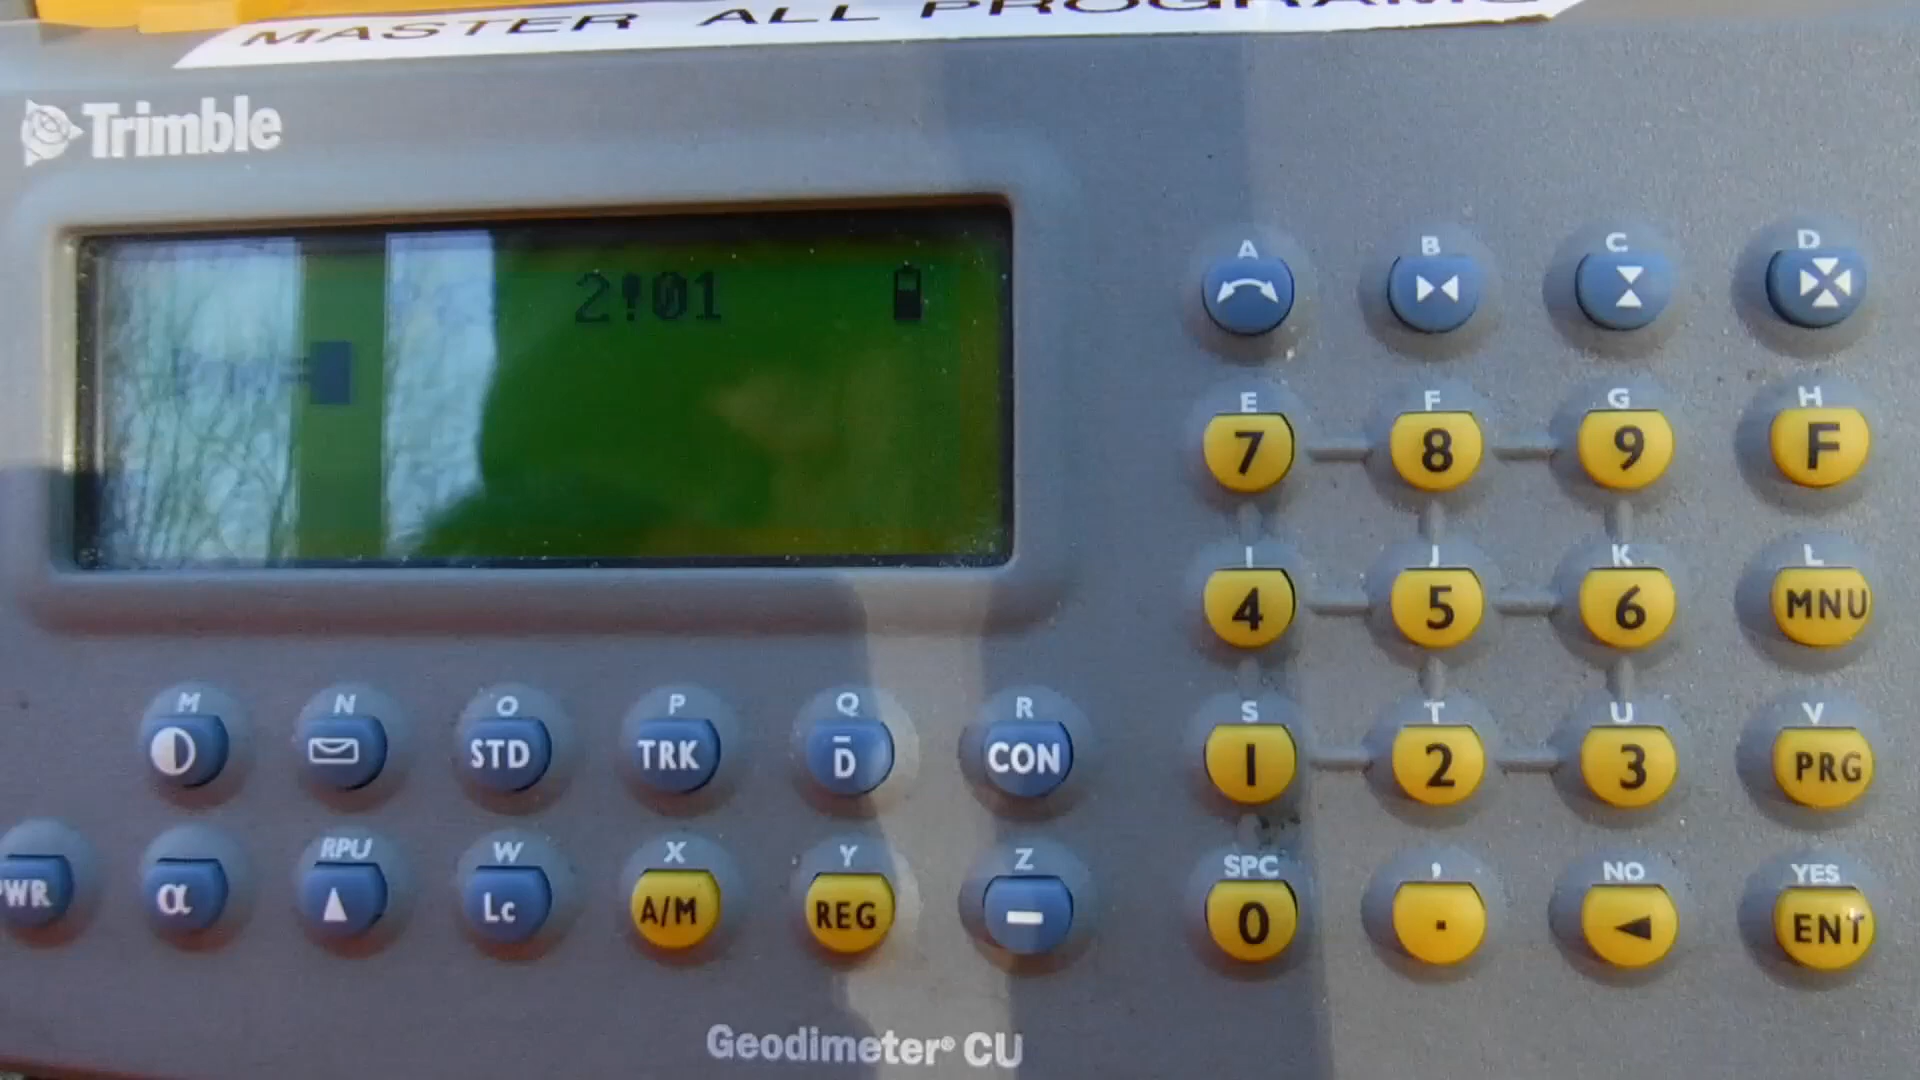 MASTER ALL PROGRAMS
Trimble
2:01
A B C D
E F G H
7 8 9 F
I J K L
4 5 6 MNU
M N O P Q R S T U V
STD TRK D̄ CON 1 2 3 PRG
RPU W X Y Z SPC , NO YES
PWR α Lc A/M REG - 0 . ENT
Geodimeter® CU